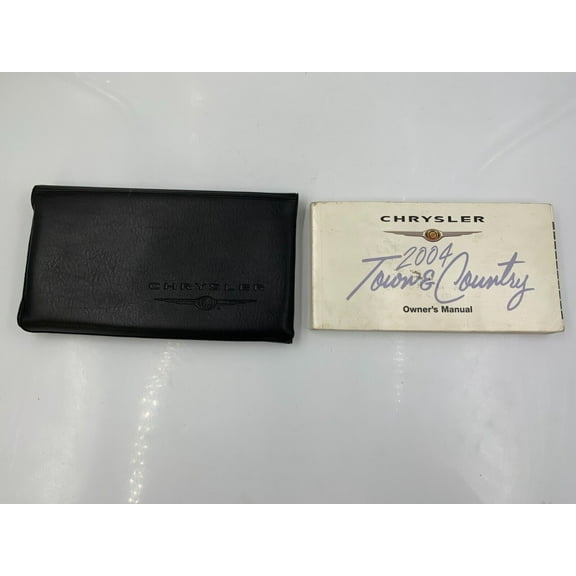 CHRYSLER
CHRYSLER
2004
Town & Country
Owner's Manual